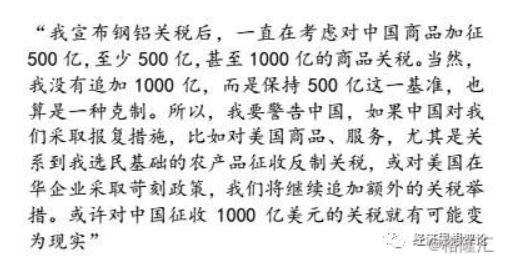 “我宣布钢铝关税后，一直在考虑对中国商品加征
500 亿，至少 500 亿，甚至 1000 亿的商品关税。当然，
我没有追加 1000 亿，而是保持 500 亿这一基准，也
算是一种克制。所以，我要警告中国，如果中国对我
们采取报复措施，比如对美国商品、服务，尤其是关
系到我选民基础的农产品征收反制关税，或对美国在
华企业采取苛刻政策，我们将继续追加额外的关税举
措。或许对中国征收 1000 亿美元的关税就有可能变
为现实”
@格隆汇